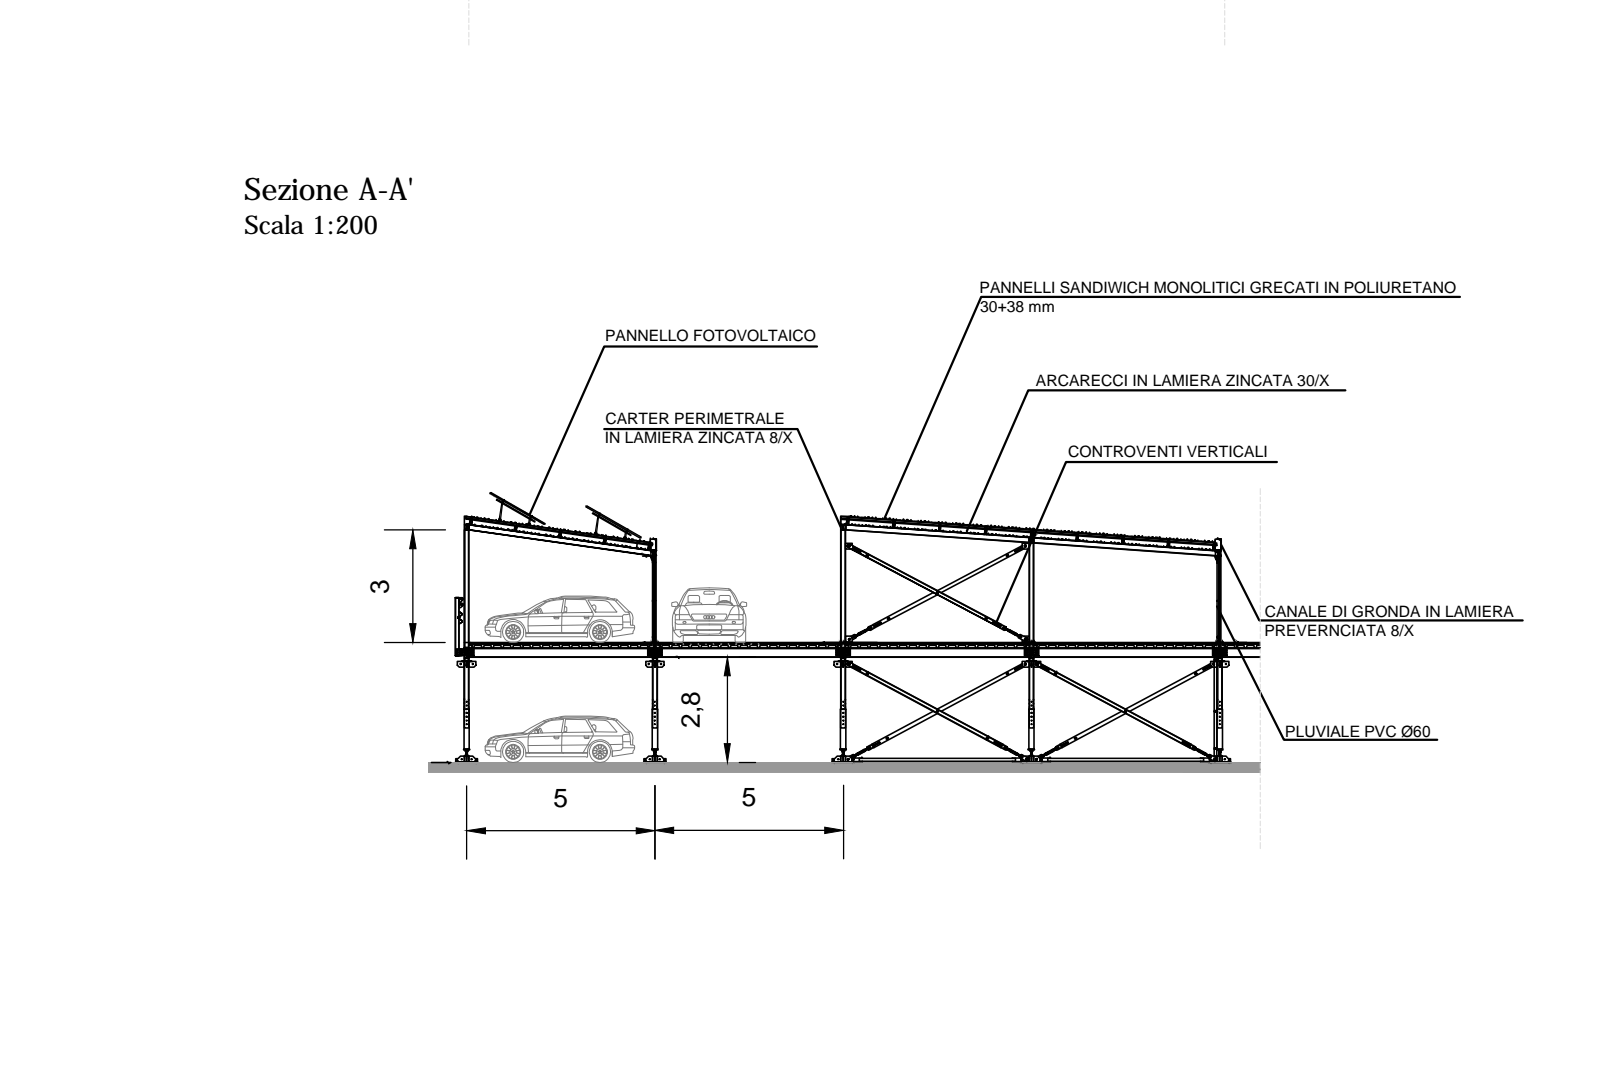 Sezione A-A'
Scala 1:200
PANNELLI SANDIWICH MONOLITICI GRECATI IN POLIURETANO
30+38 mm
PANNELLO FOTOVOLTAICO
ARCARECCI IN LAMIERA ZINCATA 30/X
CARTER PERIMETRALE
IN LAMIERA ZINCATA 8/X
CONTROVENTI VERTICALI
3
CANALE DI GRONDA IN LAMIERA
PREVERNCIATA 8/X
2,8
PLUVIALE PVC Ø60
5
5